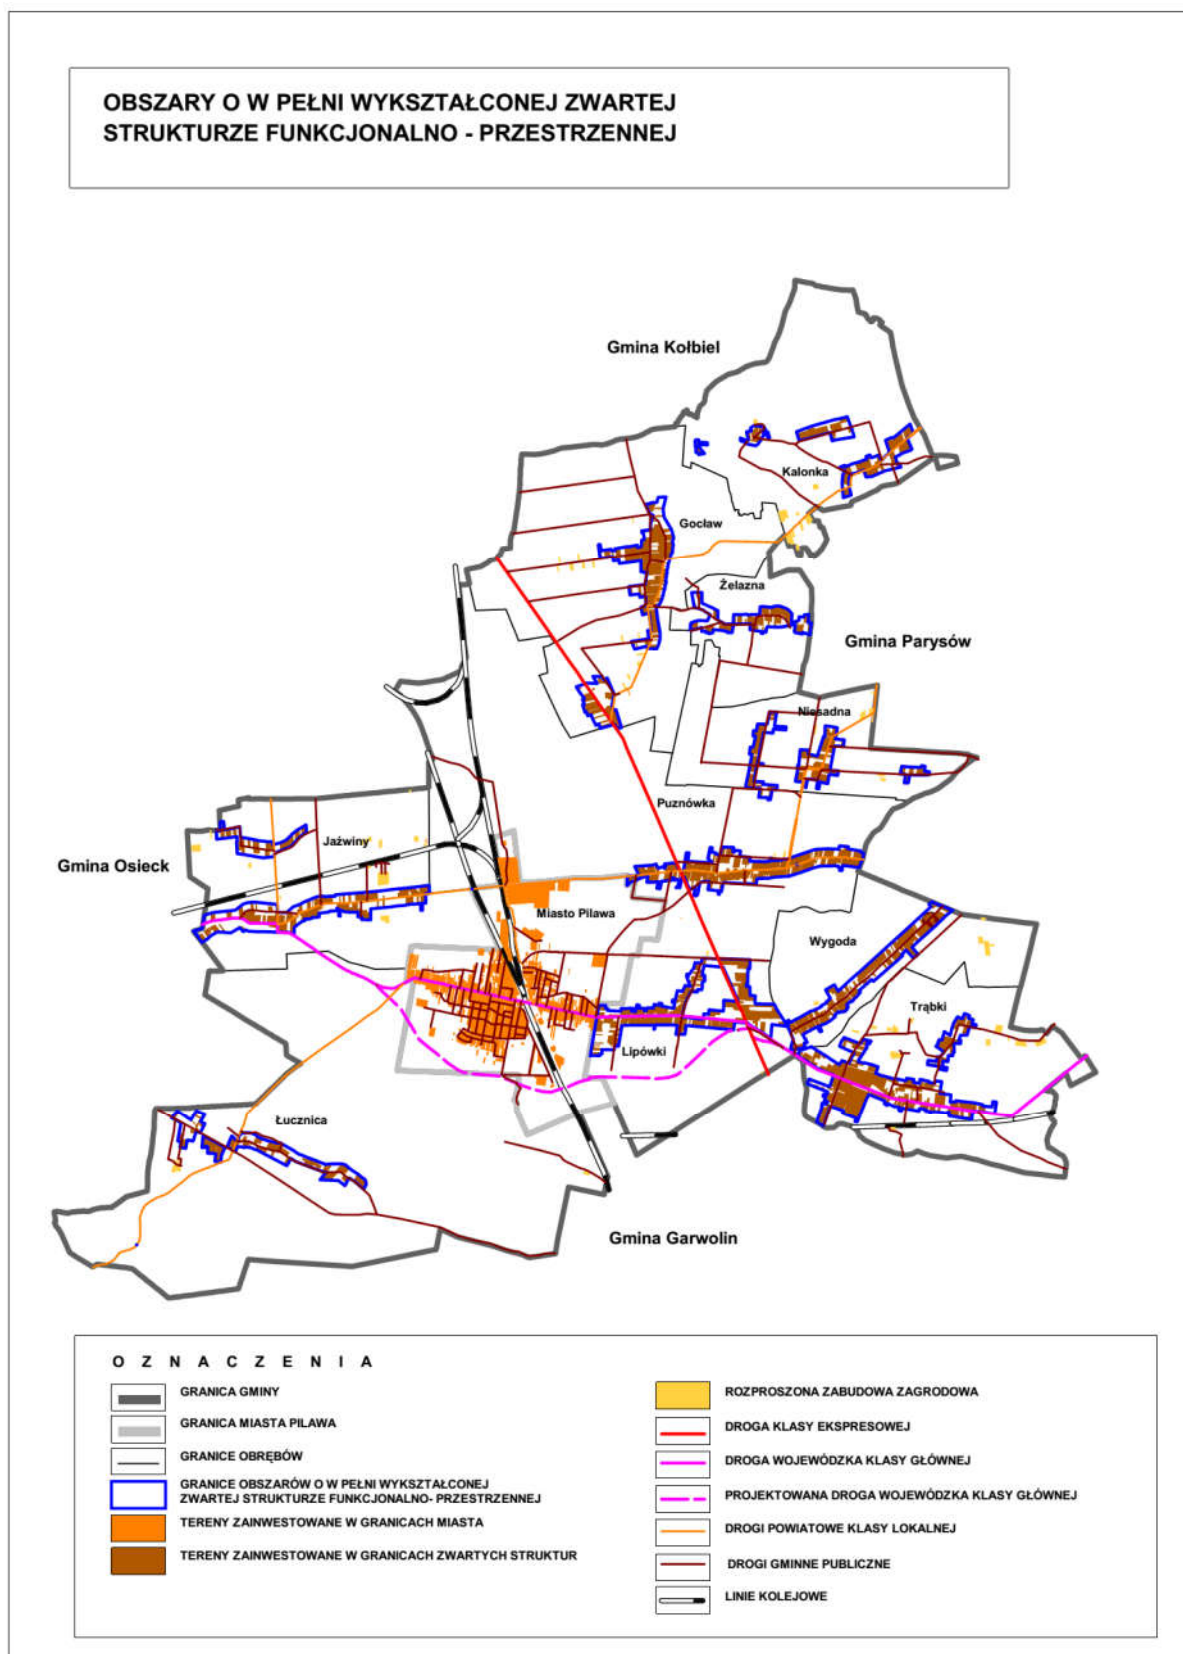 OBSZARY O W PEŁNI WYKSZTAŁCONEJ ZWARTEJ
STRUKTURZE FUNKCJONALNO - PRZESTRZENNEJ
Gmina Kołbiel
Kalonka
Gocław
Żelazna
Gmina Parysów
Niesadna
Puznówka
Jaźwiny
Gmina Osieck
Miasto Pilawa
Wygoda
Trąbki
Lipówki
Łucznica
Gmina Garwolin
O Z N A C Z E N I A
GRANICA GMINY
GRANICA MIASTA PILAWA
GRANICE OBRĘBÓW
GRANICE OBSZARÓW O W PEŁNI WYKSZTAŁCONEJ
ZWARTEJ STRUKTURZE FUNKCJONALNO- PRZESTRZENNEJ
TERENY ZAINWESTOWANE W GRANICACH MIASTA
TERENY ZAINWESTOWANE W GRANICACH ZWARTYCH STRUKTUR
ROZPROSZONA ZABUDOWA ZAGRODOWA
DROGA KLASY EKSPRESOWEJ
DROGA WOJEWÓDZKA KLASY GŁÓWNEJ
PROJEKTOWANA DROGA WOJEWÓDZKA KLASY GŁÓWNEJ
DROGI POWIATOWE KLASY LOKALNEJ
DROGI GMINNE PUBLICZNE
LINIE KOLEJOWE